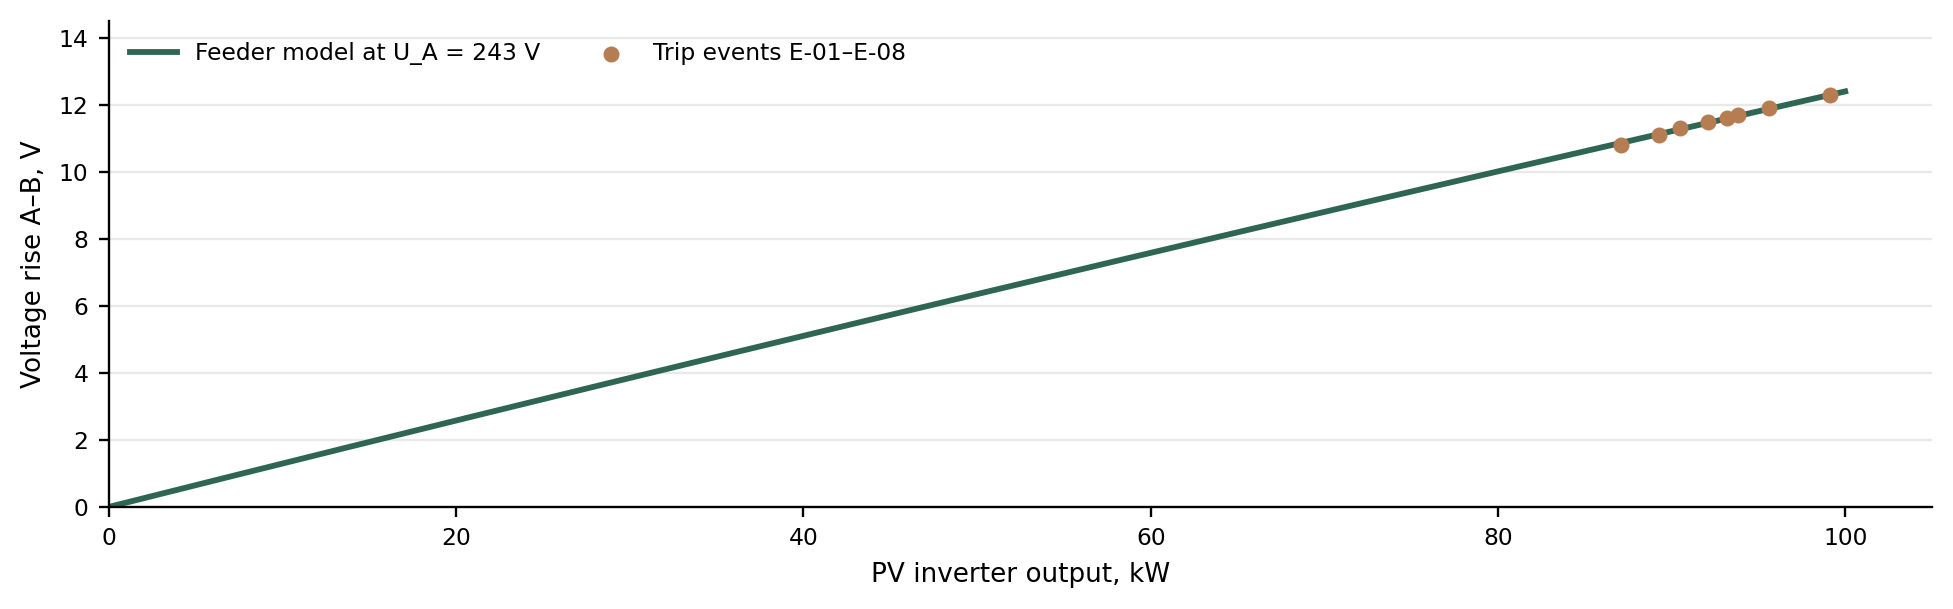 Feeder model at U_A = 243 V
Trip events E-01–E-08
Voltage rise A–B, V
14
12
10
8
6
4
2
0
0 20 40 60 80 100
PV inverter output, kW